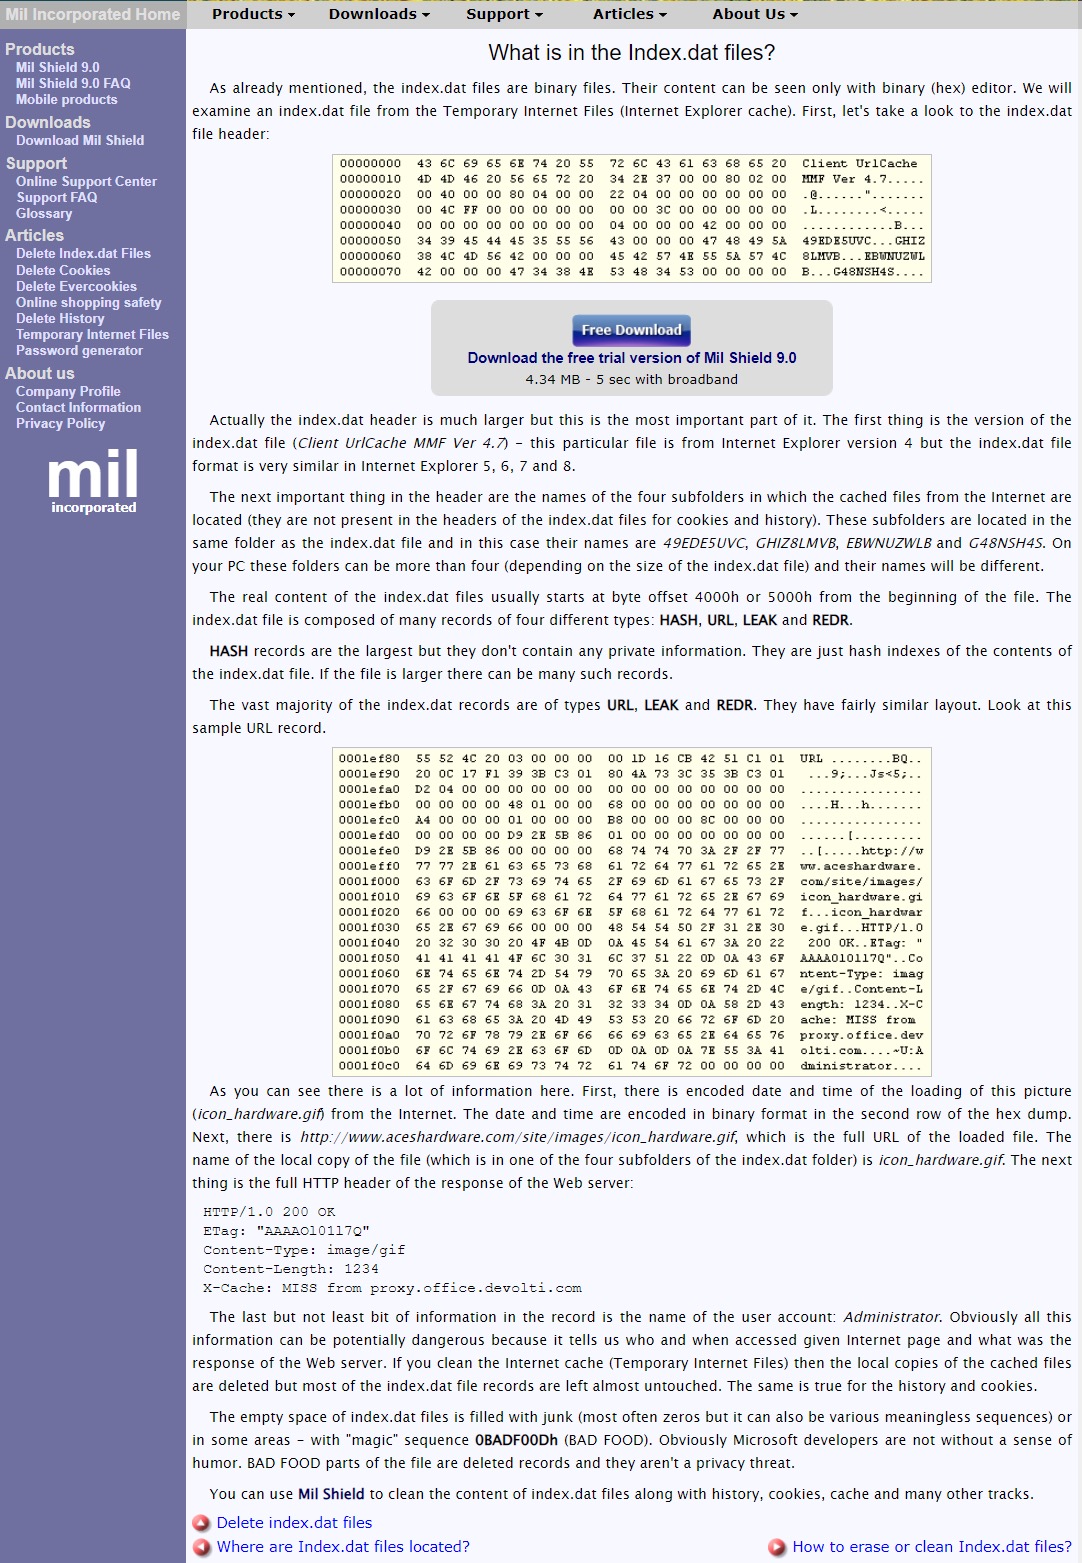 Mil Incorporated Home
Products
Downloads
Support
Articles
About Us
Products
Mil Shield 9.0
Mil Shield 9.0 FAQ
Mobile products
Downloads
Download Mil Shield
Support
Online Support Center
Support FAQ
Glossary
Articles
Delete Index.dat Files
Delete Cookies
Delete Evercookies
Online shopping safety
Delete History
Temporary Internet Files
Password generator
About us
Company Profile
Contact Information
Privacy Policy
mil
incorporated
What is in the Index.dat files?
As already mentioned, the index.dat files are binary files. Their content can be seen only with binary (hex) editor. We will
examine an index.dat file from the Temporary Internet Files (Internet Explorer cache). First, let's take a look to the index.dat
file header:
00000000 43 6C 69 65 6E 74 20 55 72 6C 43 61 63 68 65 20 Client UrlCache
00000010 4D 4D 46 20 56 65 72 20 34 2E 37 00 00 80 02 00 MMF Ver 4.7.....
00000020 00 40 00 00 80 04 00 00 22 04 00 00 00 00 00 00 .@......".......
00000030 00 4C FF 00 00 00 00 00 00 00 3C 00 00 00 00 00 .L........<.....
00000040 00 00 00 00 00 00 00 00 04 00 00 00 42 00 00 00 ............B...
00000050 34 39 45 44 45 35 55 56 43 00 00 00 47 48 49 5A 49EDE5UVC...GHIZ
00000060 38 4C 4D 56 42 00 00 00 45 42 57 4E 55 5A 57 4C 8LMVB...EBWNUZWL
00000070 42 00 00 00 47 34 38 4E 53 48 34 53 00 00 00 00 B...G48NSH4S....
Free Download
Download the free trial version of Mil Shield 9.0
4.34 MB - 5 sec with broadband
Actually the index.dat header is much larger but this is the most important part of it. The first thing is the version of the
index.dat file (Client UrlCache MMF Ver 4.7) – this particular file is from Internet Explorer version 4 but the index.dat file
format is very similar in Internet Explorer 5, 6, 7 and 8.
The next important thing in the header are the names of the four subfolders in which the cached files from the Internet are
located (they are not present in the headers of the index.dat files for cookies and history). These subfolders are located in the
same folder as the index.dat file and in this case their names are 49EDE5UVC, GHIZ8LMVB, EBWNUZWLB and G48NSH4S. On
your PC these folders can be more than four (depending on the size of the index.dat file) and their names will be different.
The real content of the index.dat files usually starts at byte offset 4000h or 5000h from the beginning of the file. The
index.dat file is composed of many records of four different types: HASH, URL, LEAK and REDR.
HASH records are the largest but they don't contain any private information. They are just hash indexes of the contents of
the index.dat file. If the file is larger there can be many such records.
The vast majority of the index.dat records are of types URL, LEAK and REDR. They have fairly similar layout. Look at this
sample URL record.
0001ef80 55 52 4C 20 03 00 00 00 00 1D 16 CB 42 51 C1 01 URL ........BQ..
0001ef90 20 0C 17 F1 39 3B C3 01 80 4A 73 3C 35 3B C3 01 ...9;...Js<5;..
0001efa0 D2 04 00 00 00 00 00 00 00 00 00 00 00 00 00 00 ................
0001efb0 00 00 00 00 48 01 00 00 68 00 00 00 00 00 00 00 ....H...h.......
0001efc0 A4 00 00 00 01 00 00 00 B8 00 00 00 8C 00 00 00 ................
0001efd0 00 00 00 00 D9 2E 5B 86 01 00 00 00 00 00 00 00 ......[.........
0001efe0 D9 2E 5B 86 00 00 00 00 68 74 74 70 3A 2F 2F 77 ..[.....http://w
0001eff0 77 77 2E 61 63 65 73 68 61 72 64 77 61 72 65 2E ww.aceshardware.
0001f000 63 6F 6D 2F 73 69 74 65 2F 69 6D 61 67 65 73 2F com/site/images/
0001f010 69 63 6F 6E 5F 68 61 72 64 77 61 72 65 2E 67 69 icon_hardware.gi
0001f020 66 00 00 00 69 63 6F 6E 5F 68 61 72 64 77 61 72 f...icon_hardwar
0001f030 65 2E 67 69 66 00 00 00 48 54 54 50 2F 31 2E 30 e.gif...HTTP/1.0
0001f040 20 32 30 30 20 4F 4B 0D 0A 45 54 61 67 3A 20 22 200 OK..ETag: "
0001f050 41 41 41 41 4F 6C 30 31 6C 37 51 22 0D 0A 43 6F AAAAOl01l7Q"..Co
0001f060 6E 74 65 6E 74 2D 54 79 70 65 3A 20 69 6D 61 67 ntent-Type: imag
0001f070 65 2F 67 69 66 0D 0A 43 6F 6E 74 65 6E 74 2D 4C e/gif..Content-L
0001f080 65 6E 67 74 68 3A 20 31 32 33 34 0D 0A 58 2D 43 ength: 1234..X-C
0001f090 61 63 68 65 3A 20 4D 49 53 53 20 66 72 6F 6D 20 ache: MISS from
0001f0a0 70 72 6F 78 79 2E 6F 66 66 69 63 65 2E 64 65 76 proxy.office.dev
0001f0b0 6F 6C 74 69 2E 63 6F 6D 0D 0A 0D 0A 7E 55 3A 41 olti.com....~U:A
0001f0c0 64 6D 69 6E 69 73 74 72 61 74 6F 72 00 00 00 00 dministrator....
As you can see there is a lot of information here. First, there is encoded date and time of the loading of this picture
(icon_hardware.gif) from the Internet. The date and time are encoded in binary format in the second row of the hex dump.
Next, there is http://www.aceshardware.com/site/images/icon_hardware.gif, which is the full URL of the loaded file. The
name of the local copy of the file (which is in one of the four subfolders of the index.dat folder) is icon_hardware.gif. The next
thing is the full HTTP header of the response of the Web server:
HTTP/1.0 200 OK
ETag: "AAAAOl01l7Q"
Content-Type: image/gif
Content-Length: 1234
X-Cache: MISS from proxy.office.devolti.com
The last but not least bit of information in the record is the name of the user account: Administrator. Obviously all this
information can be potentially dangerous because it tells us who and when accessed given Internet page and what was the
response of the Web server. If you clean the Internet cache (Temporary Internet Files) then the local copies of the cached files
are deleted but most of the index.dat file records are left almost untouched. The same is true for the history and cookies.
The empty space of index.dat files is filled with junk (most often zeros but it can also be various meaningless sequences) or
in some areas – with "magic" sequence 0BADF00Dh (BAD FOOD). Obviously Microsoft developers are not without a sense of
humor. BAD FOOD parts of the file are deleted records and they aren't a privacy threat.
You can use Mil Shield to clean the content of index.dat files along with history, cookies, cache and many other tracks.
Delete index.dat files
Where are Index.dat files located?
How to erase or clean Index.dat files?